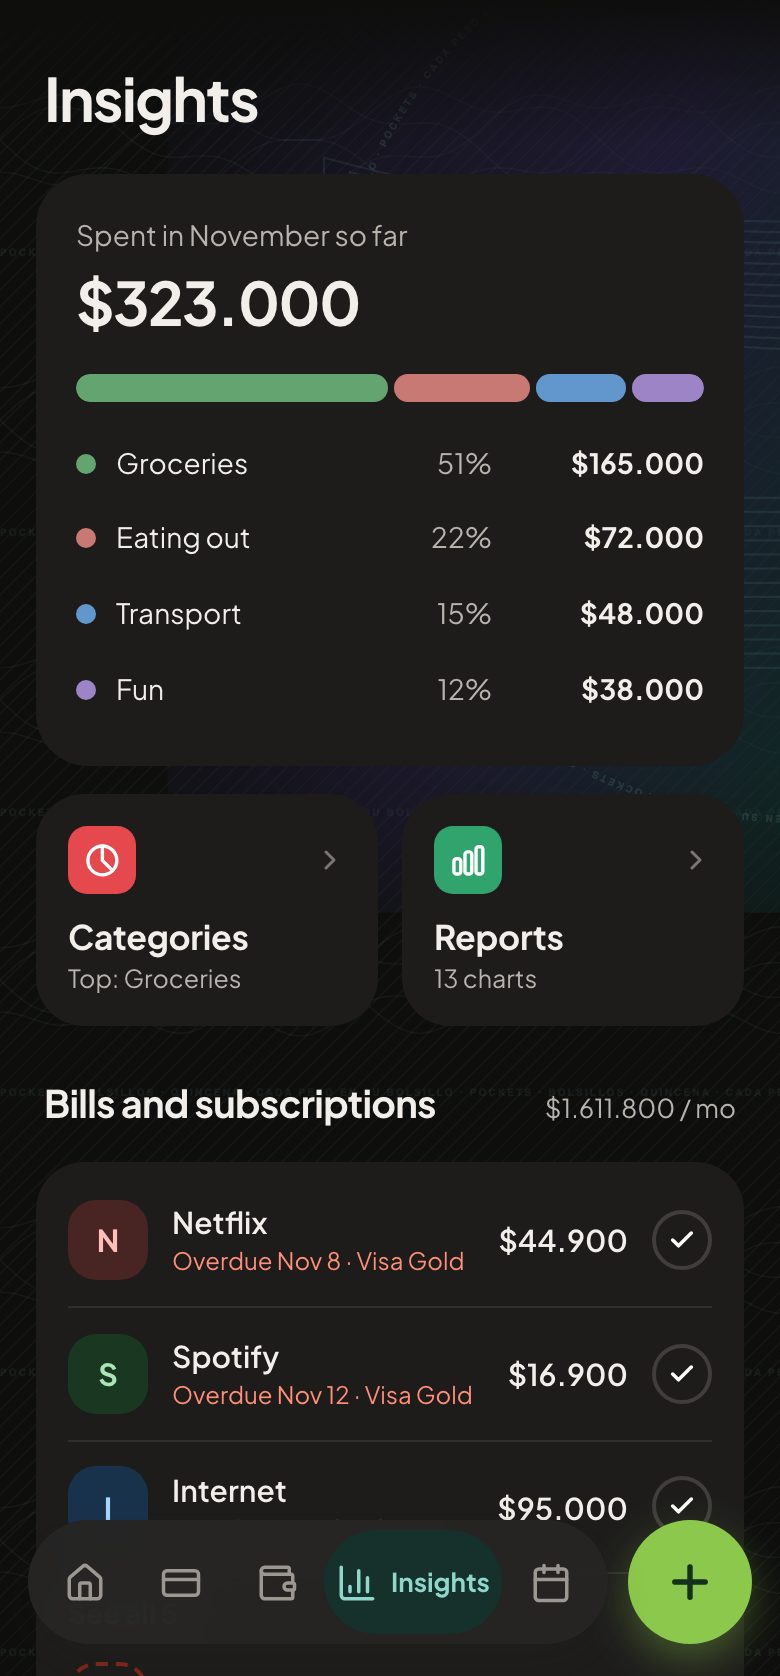 Insights
Spent in November so far
$323.000
Groceries 51% $165.000
Eating out 22% $72.000
Transport 15% $48.000
Fun 12% $38.000
Categories
Top: Groceries
Reports
13 charts
Bills and subscriptions $1.611.800 / mo
N Netflix $44.900
Overdue Nov 8 · Visa Gold
S Spotify $16.900
Overdue Nov 12 · Visa Gold
I Internet $95.000
Insights
See all 5